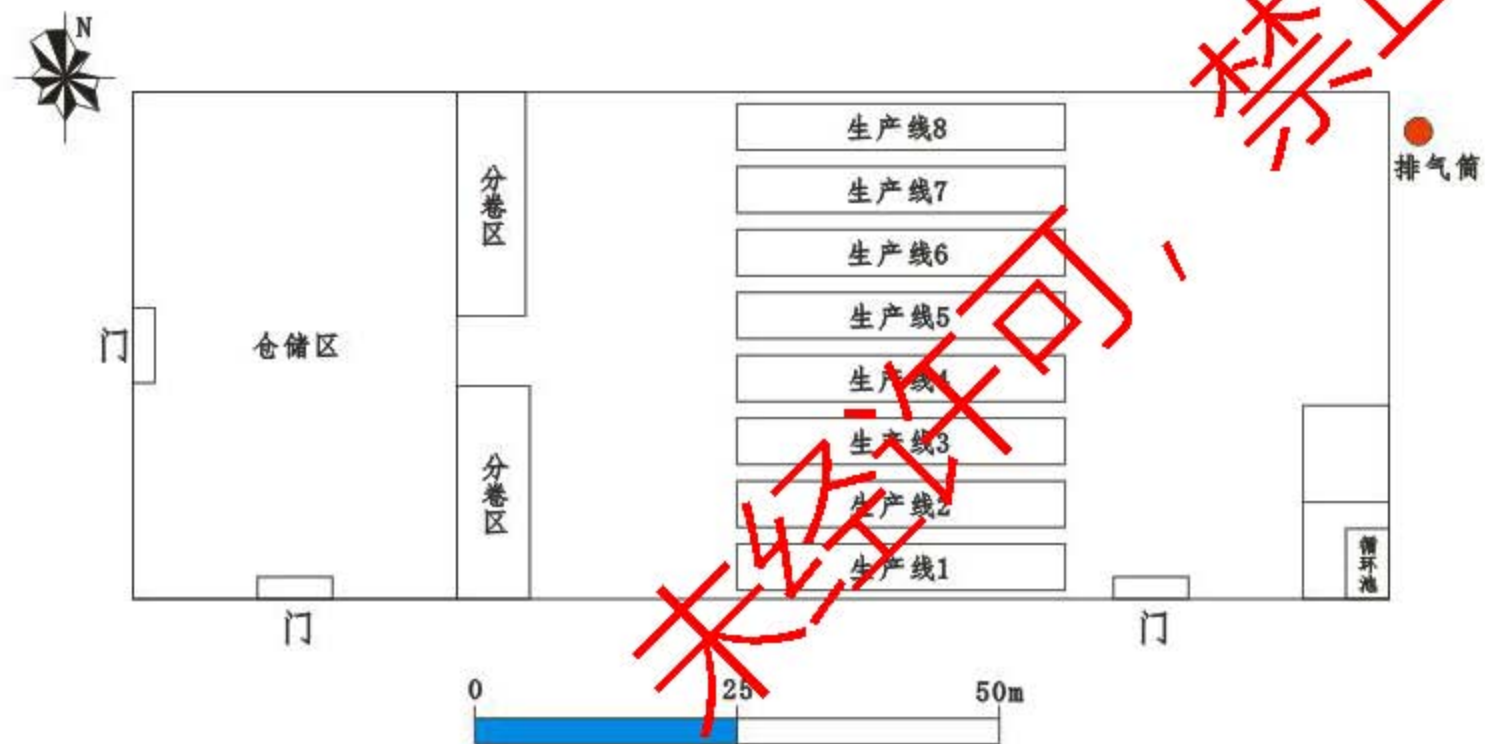 N
生产线8
生产线7
生产线6
生产线5
生产线4
生产线3
生产线2
生产线1
分卷区
分卷区
仓储区
门
门
门
排气筒
循环池
未经许可、禁
0
25
50m